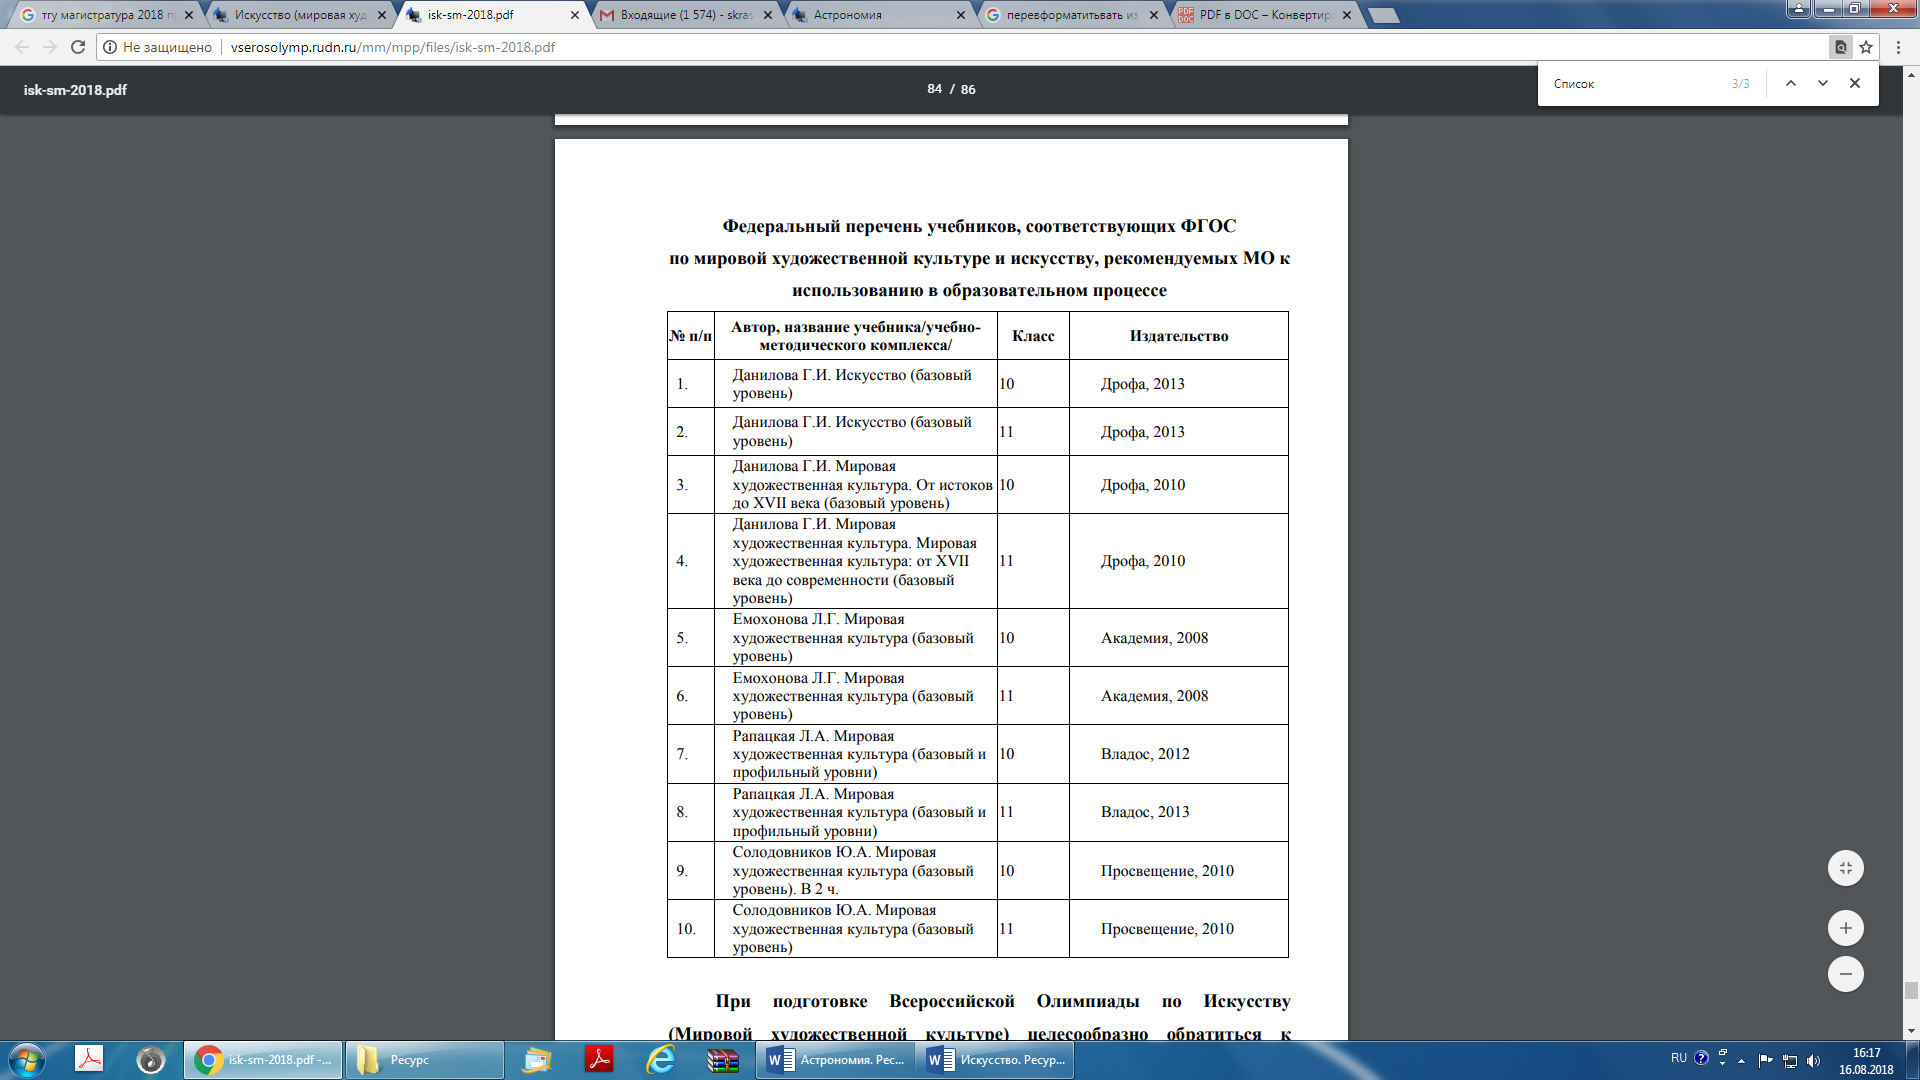 тгу магистратура 2018 п
Искусство (мировая худ
isk-sm-2018.pdf
Входящие (1 574) - skras
Астрономия
перевформатитьвать из
PDF в DOC – Конвертир
Не защищено
vserosolymp.rudn.ru/mm/mpp/files/isk-sm-2018.pdf
isk-sm-2018.pdf
84 / 86
Список
3/3
Федеральный перечень учебников, соответствующих ФГОС
по мировой художественной культуре и искусству, рекомендуемых МО к
использованию в образовательном процессе
№ п/п
Автор, название учебника/учебно-
методического комплекса/
Класс
Издательство
1.
Данилова Г.И. Искусство (базовый
уровень)
10
Дрофа, 2013
2.
Данилова Г.И. Искусство (базовый
уровень)
11
Дрофа, 2013
3.
Данилова Г.И. Мировая
художественная культура. От истоков
до XVII века (базовый уровень)
10
Дрофа, 2010
4.
Данилова Г.И. Мировая
художественная культура. Мировая
художественная культура: от XVII
века до современности (базовый
уровень)
11
Дрофа, 2010
5.
Емохонова Л.Г. Мировая
художественная культура (базовый
уровень)
10
Академия, 2008
6.
Емохонова Л.Г. Мировая
художественная культура (базовый
уровень)
11
Академия, 2008
7.
Рапацкая Л.А. Мировая
художественная культура (базовый и
профильный уровни)
10
Владос, 2012
8.
Рапацкая Л.А. Мировая
художественная культура (базовый и
профильный уровни)
11
Владос, 2013
9.
Солодовников Ю.А. Мировая
художественная культура (базовый
уровень). В 2 ч.
10
Просвещение, 2010
10.
Солодовников Ю.А. Мировая
художественная культура (базовый
уровень)
11
Просвещение, 2010
При подготовке Всероссийской Олимпиады по Искусству
(Мировой художественной культуре) целесообразно обратиться к
isk-sm-2018.pdf -...
Ресурс
Астрономия. Рес...
Искусство. Ресур...
RU
16:17
16.08.2018